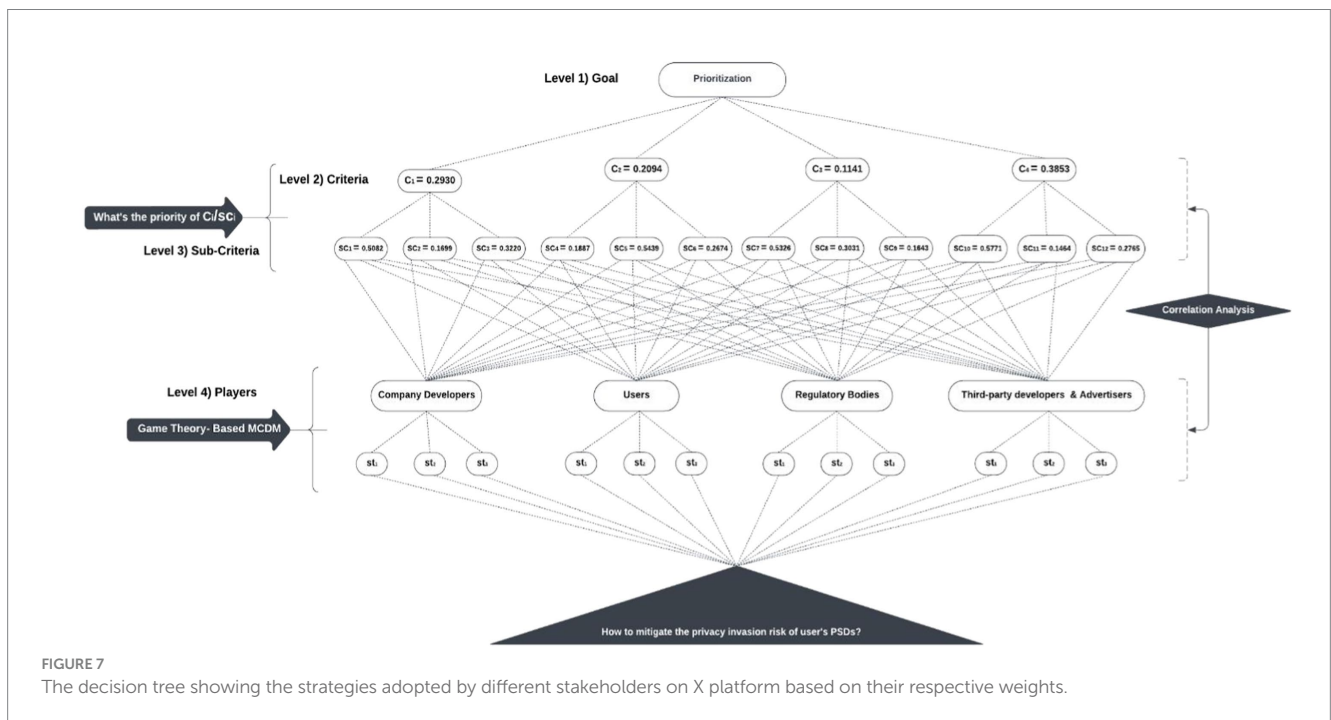 Level 1) Goal
Prioritization
Level 2) Criteria
C₁ = 0.2930
C₂ = 0.2094
C₃ = 0.1141
C₄ = 0.3853
What's the priority of Cᵢ/SCᵢ
Level 3) Sub-Criteria
SC₁ = 0.5082
SC₂ = 0.1699
SC₃ = 0.3220
SC₄ = 0.1887
SC₅ = 0.5439
SC₆ = 0.2674
SC₇ = 0.5326
SC₈ = 0.3031
SC₉ = 0.1643
SC₁₀ = 0.5771
SC₁₁ = 0.1464
SC₁₂ = 0.2765
Correlation Analysis
Level 4) Players
Company Developers
Users
Regulatory Bodies
Third-party developers & Advertisers
Game Theory- Based MCDM
st₁
st₂
st₃
st₁
st₂
st₃
st₁
st₂
st₃
st₁
st₂
st₃
How to mitigate the privacy invasion risk of user's PSDs?
FIGURE 7
The decision tree showing the strategies adopted by different stakeholders on X platform based on their respective weights.